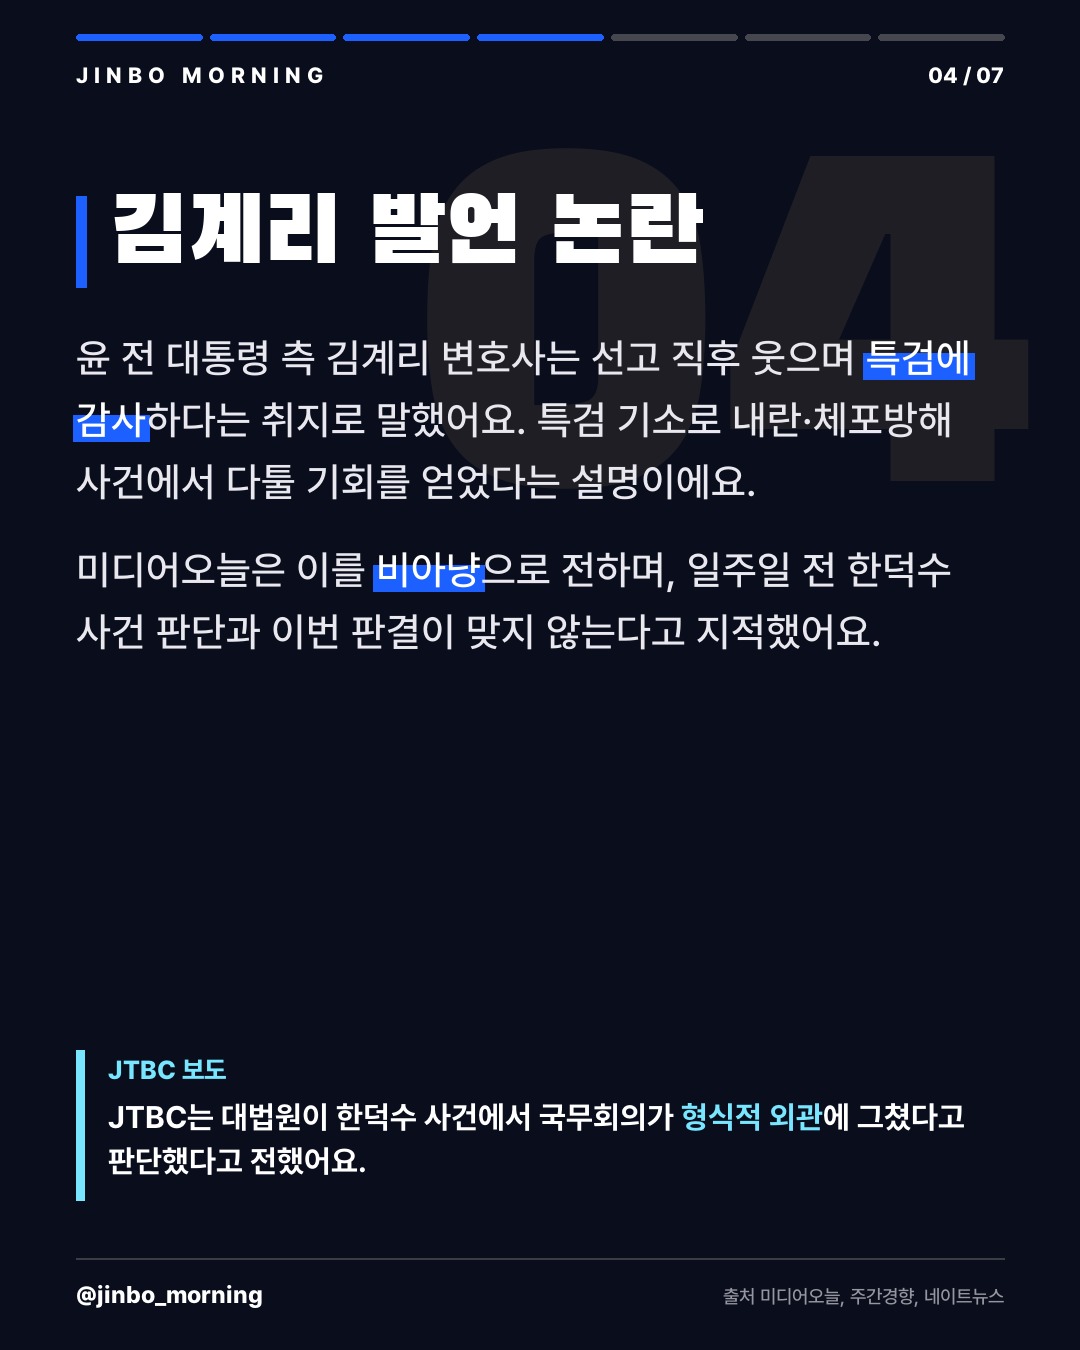 JINBO MORNING
04 / 07
04
김계리 발언 논란
윤 전 대통령 측 김계리 변호사는 선고 직후 웃으며 특검에
감사하다는 취지로 말했어요. 특검 기소로 내란·체포방해
사건에서 다툴 기회를 얻었다는 설명이에요.
미디어오늘은 이를 비아냥으로 전하며, 일주일 전 한덕수
사건 판단과 이번 판결이 맞지 않는다고 지적했어요.
JTBC 보도
JTBC는 대법원이 한덕수 사건에서 국무회의가 형식적 외관에 그쳤다고
판단했다고 전했어요.
@jinbo_morning
출처 미디어오늘, 주간경향, 네이트뉴스